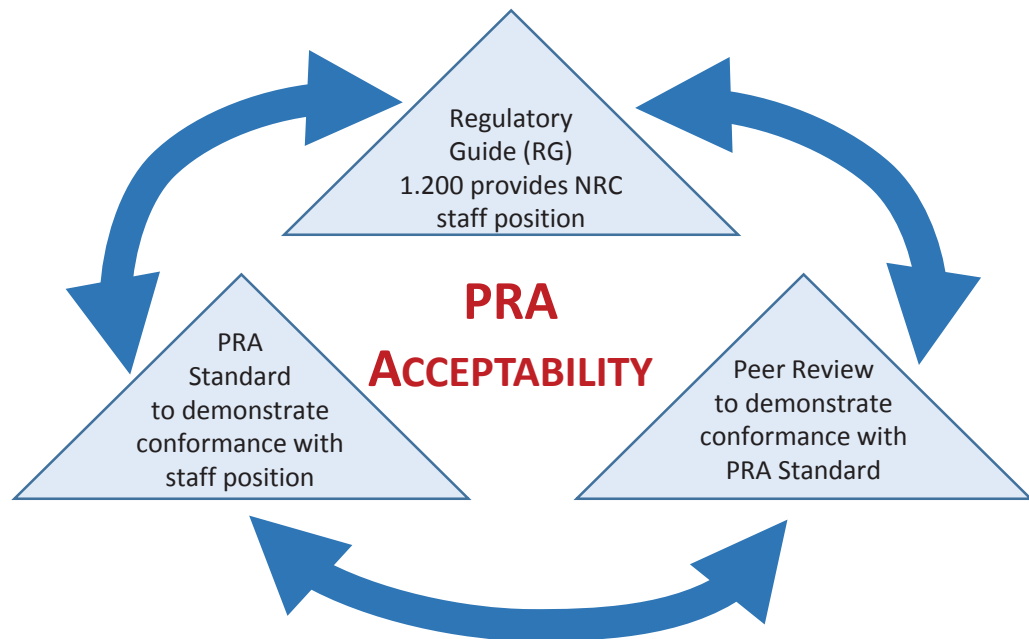 Regulatory
Guide (RG)
1.200 provides NRC
staff position
PRA
ACCEPTABILITY
PRA
Standard
to demonstrate
conformance with
staff position
Peer Review
to demonstrate
conformance with
PRA Standard